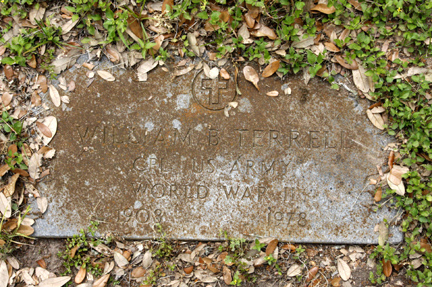 WILLIAM B TERRELL
CPL US ARMY
WORLD WAR II
1908 1978